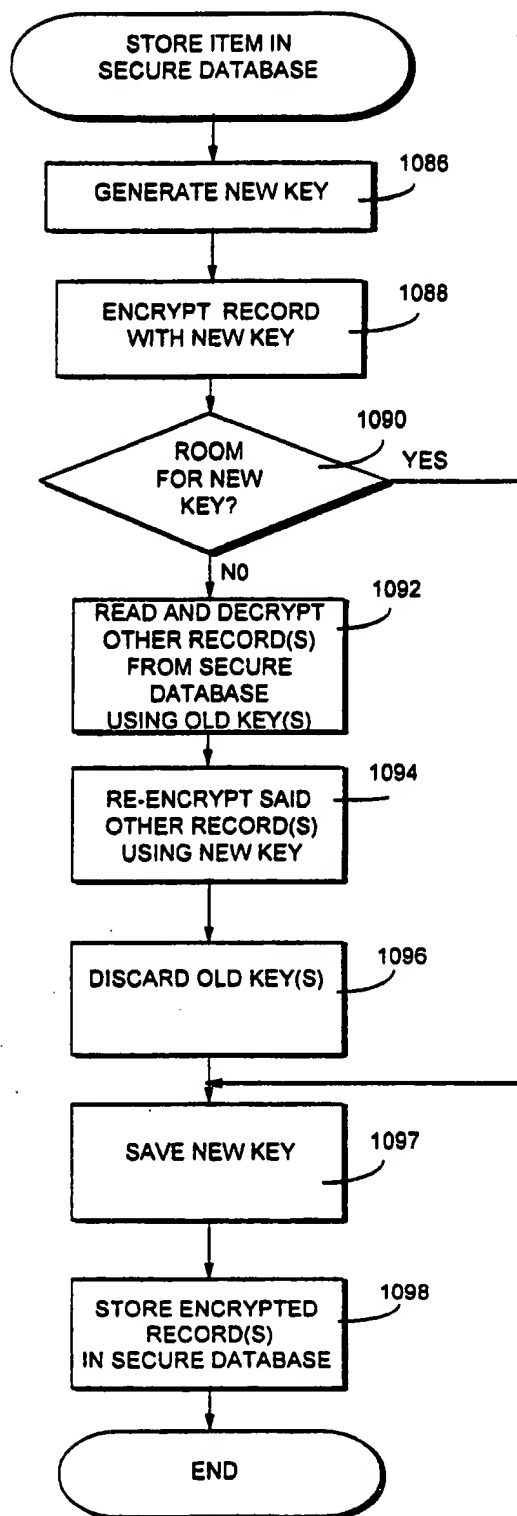 STORE ITEM IN
SECURE DATABASE
1086
GENERATE NEW KEY
1088
ENCRYPT RECORD
WITH NEW KEY
1090
ROOM
FOR NEW
KEY?
YES
NO
1092
READ AND DECRYPT
OTHER RECORD(S)
FROM SECURE
DATABASE
USING OLD KEY(S)
1094
RE-ENCRYPT SAID
OTHER RECORD(S)
USING NEW KEY
1096
DISCARD OLD KEY(S)
SAVE NEW KEY
1097
1098
STORE ENCRYPTED
RECORD(S)
IN SECURE DATABASE
END